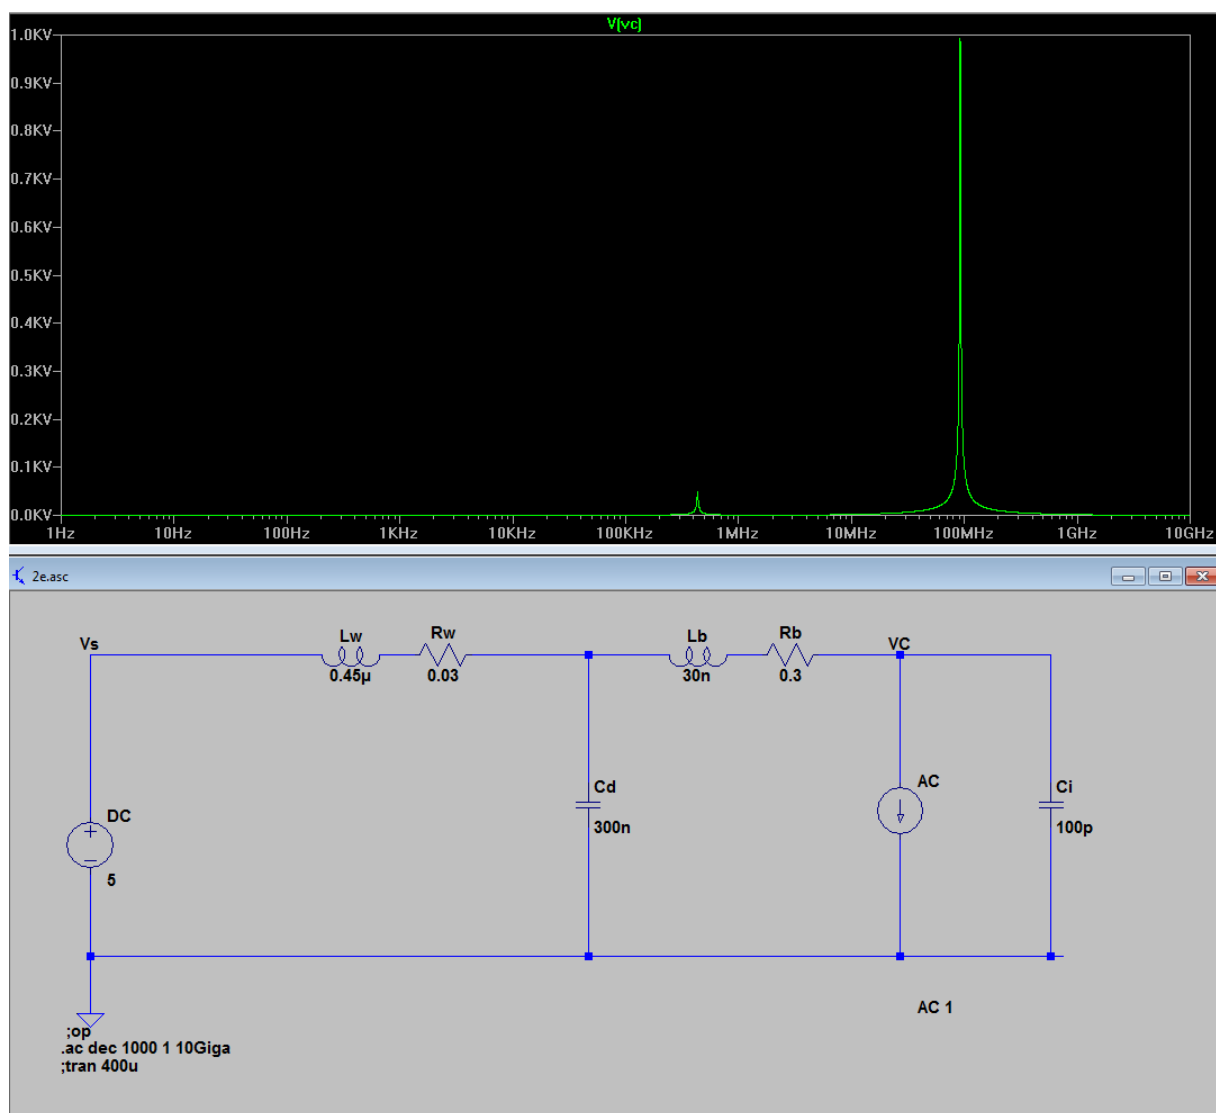 V(vc)
1.0KV
0.9KV
0.8KV
0.7KV
0.6KV
0.5KV
0.4KV
0.3KV
0.2KV
0.1KV
0.0KV
1Hz 10Hz 100Hz 1KHz 10KHz 100KHz 1MHz 10MHz 100MHz 1GHz 10GHz
2e.asc
Vs Lw Rw Lb Rb VC
0.45µ 0.03 30n 0.3
DC Cd AC Ci
5 300n 100p
AC 1
;op
.ac dec 1000 1 10Giga
;tran 400u